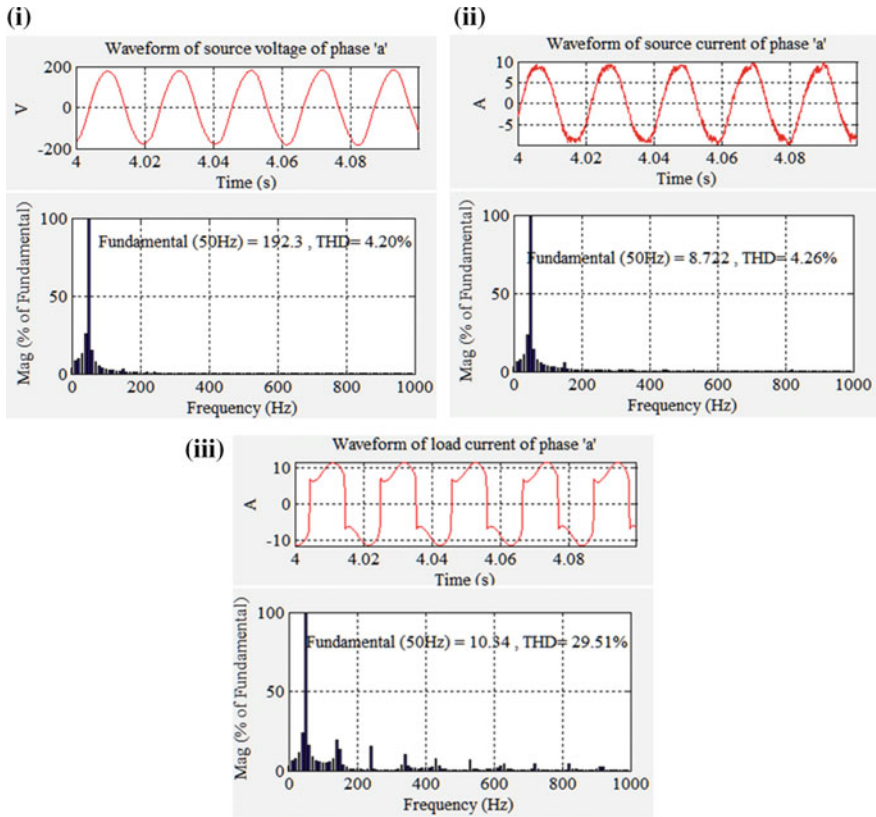 (i)
Waveform of source voltage of phase 'a'
200
0
-200
V
4 4.02 4.04 4.06 4.08
Time (s)
100
50
0
Mag (% of Fundamental)
Fundamental (50Hz) = 192.3 , THD= 4.20%
0 200 400 600 800 1000
Frequency (Hz)
(ii)
Waveform of source current of phase 'a'
10
5
0
-5
A
4 4.02 4.04 4.06 4.08
Time (s)
100
50
0
Mag (% of Fundamental)
Fundamental (50Hz) = 8.722 , THD= 4.26%
0 200 400 600 800 1000
Frequency (Hz)
(iii)
Waveform of load current of phase 'a'
10
0
-10
A
4 4.02 4.04 4.06 4.08
Time (s)
100
50
0
Mag (% of Fundamental)
Fundamental (50Hz) = 10.34 , THD= 29.51%
0 200 400 600 800 1000
Frequency (Hz)